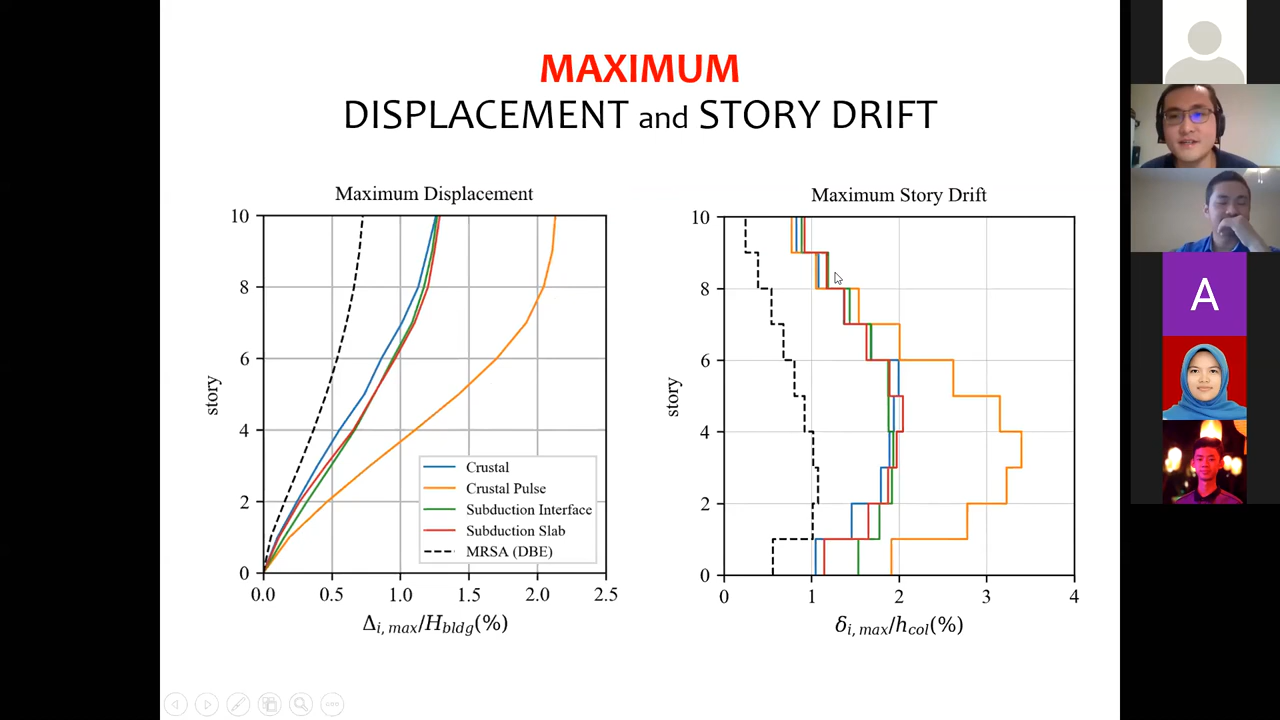 MAXIMUM
DISPLACEMENT and STORY DRIFT
Maximum Displacement
10
8
6
4
2
0
story
0.0 0.5 1.0 1.5 2.0 2.5
Δi, max/Hbldg(%)
Crustal
Crustal Pulse
Subduction Interface
Subduction Slab
MRSA (DBE)
Maximum Story Drift
10
8
6
4
2
0
story
0 1 2 3 4
δi, max/hcol(%)
A